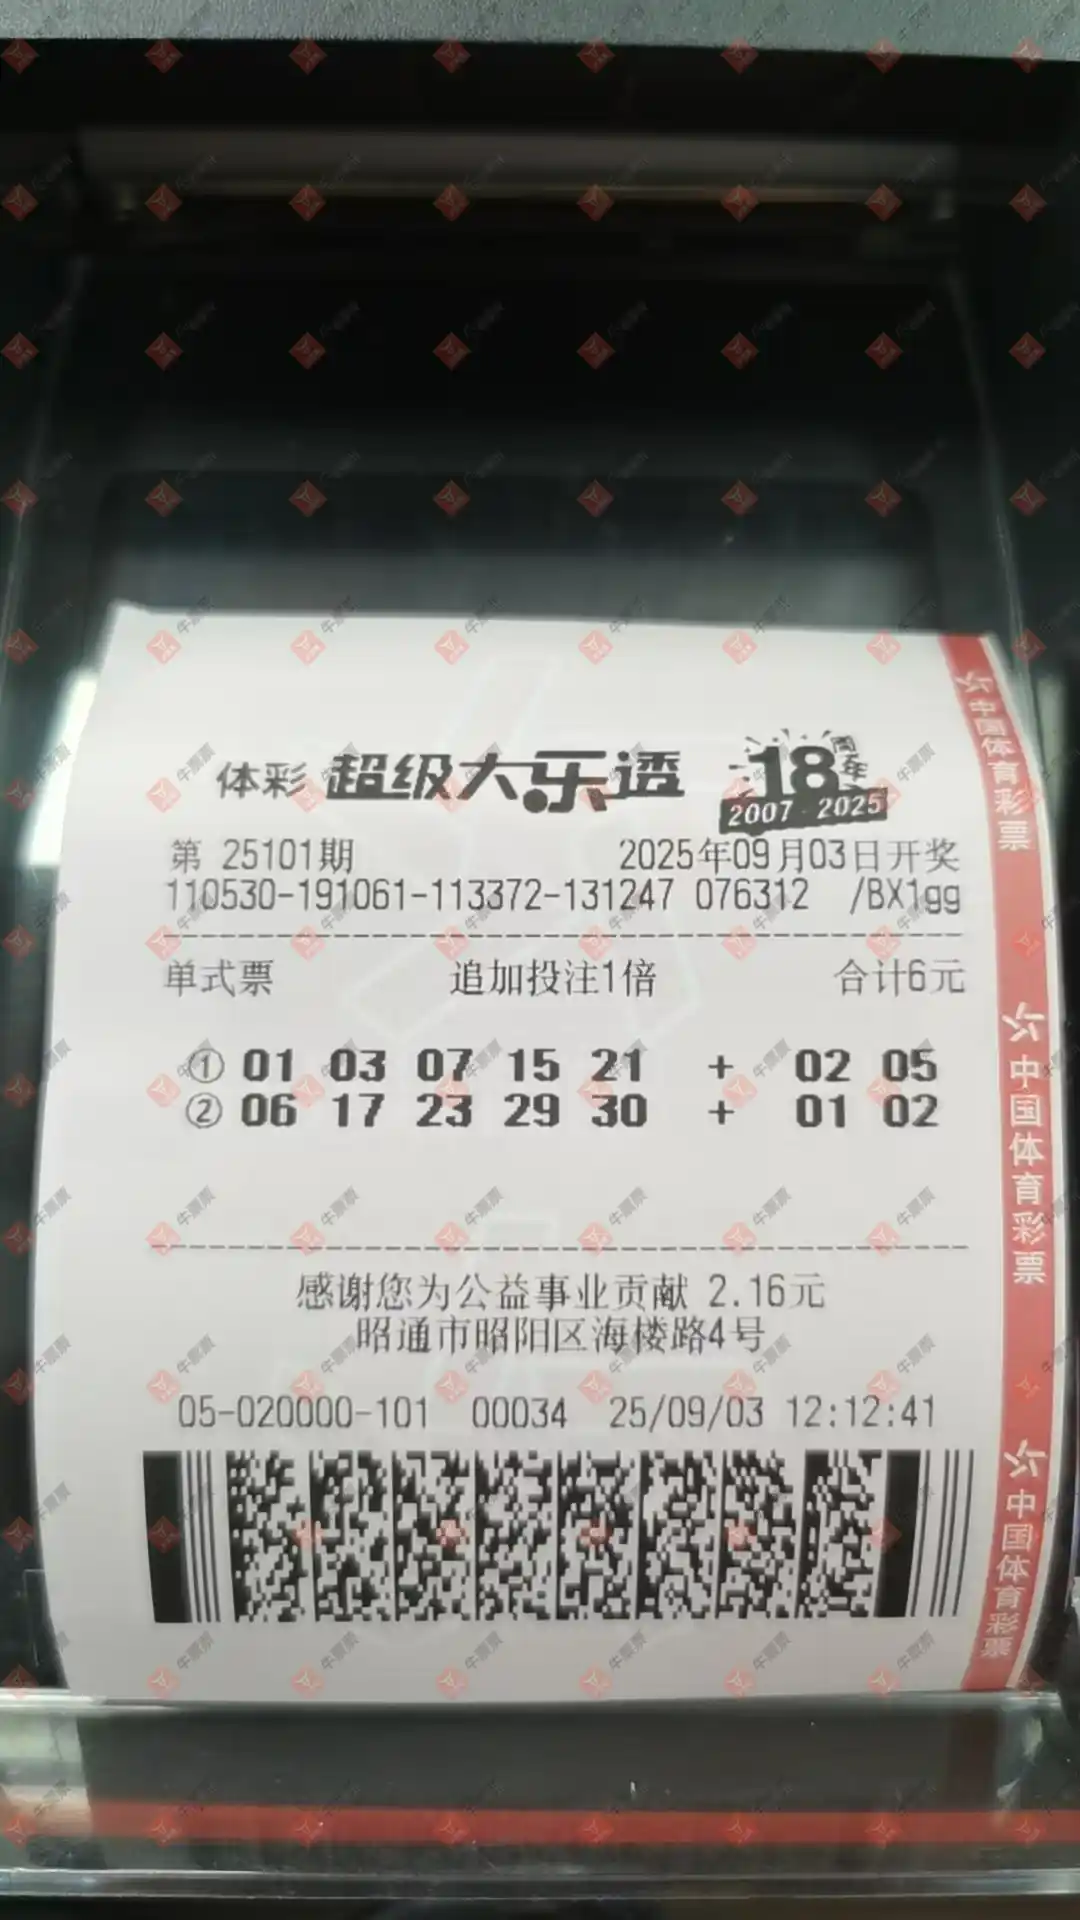 体彩 超级大乐透 18周年
2007-2025
第 25101期 2025年09月03日开奖
110530-191061-113372-131247 076312 /BX1gg
单式票 追加投注1倍 合计6元
① 01 03 07 15 21 + 02 05
② 06 17 23 29 30 + 01 02
感谢您为公益事业贡献 2.16元
昭通市昭阳区海楼路4号
05-020000-101 00034 25/09/03 12:12:41
中国体育彩票
中国体育彩票
中国体育彩票
牛票票